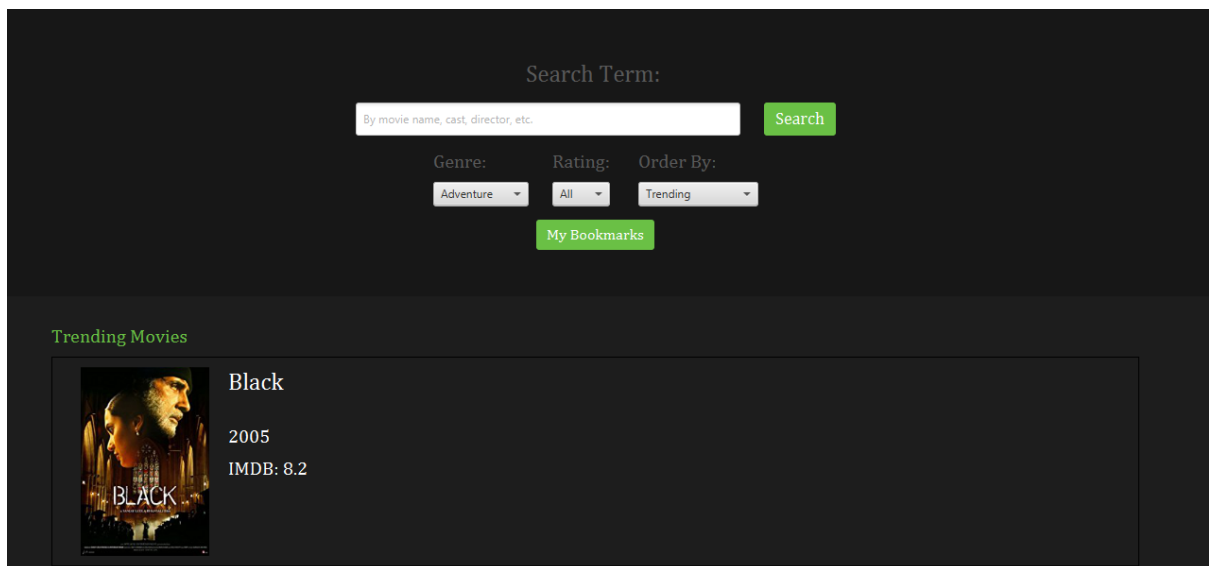 Search Term:
By movie name, cast, director, etc.
Search
Genre: Rating: Order By:
Adventure All Trending
My Bookmarks
Trending Movies
Black
2005
IMDB: 8.2
BLACK